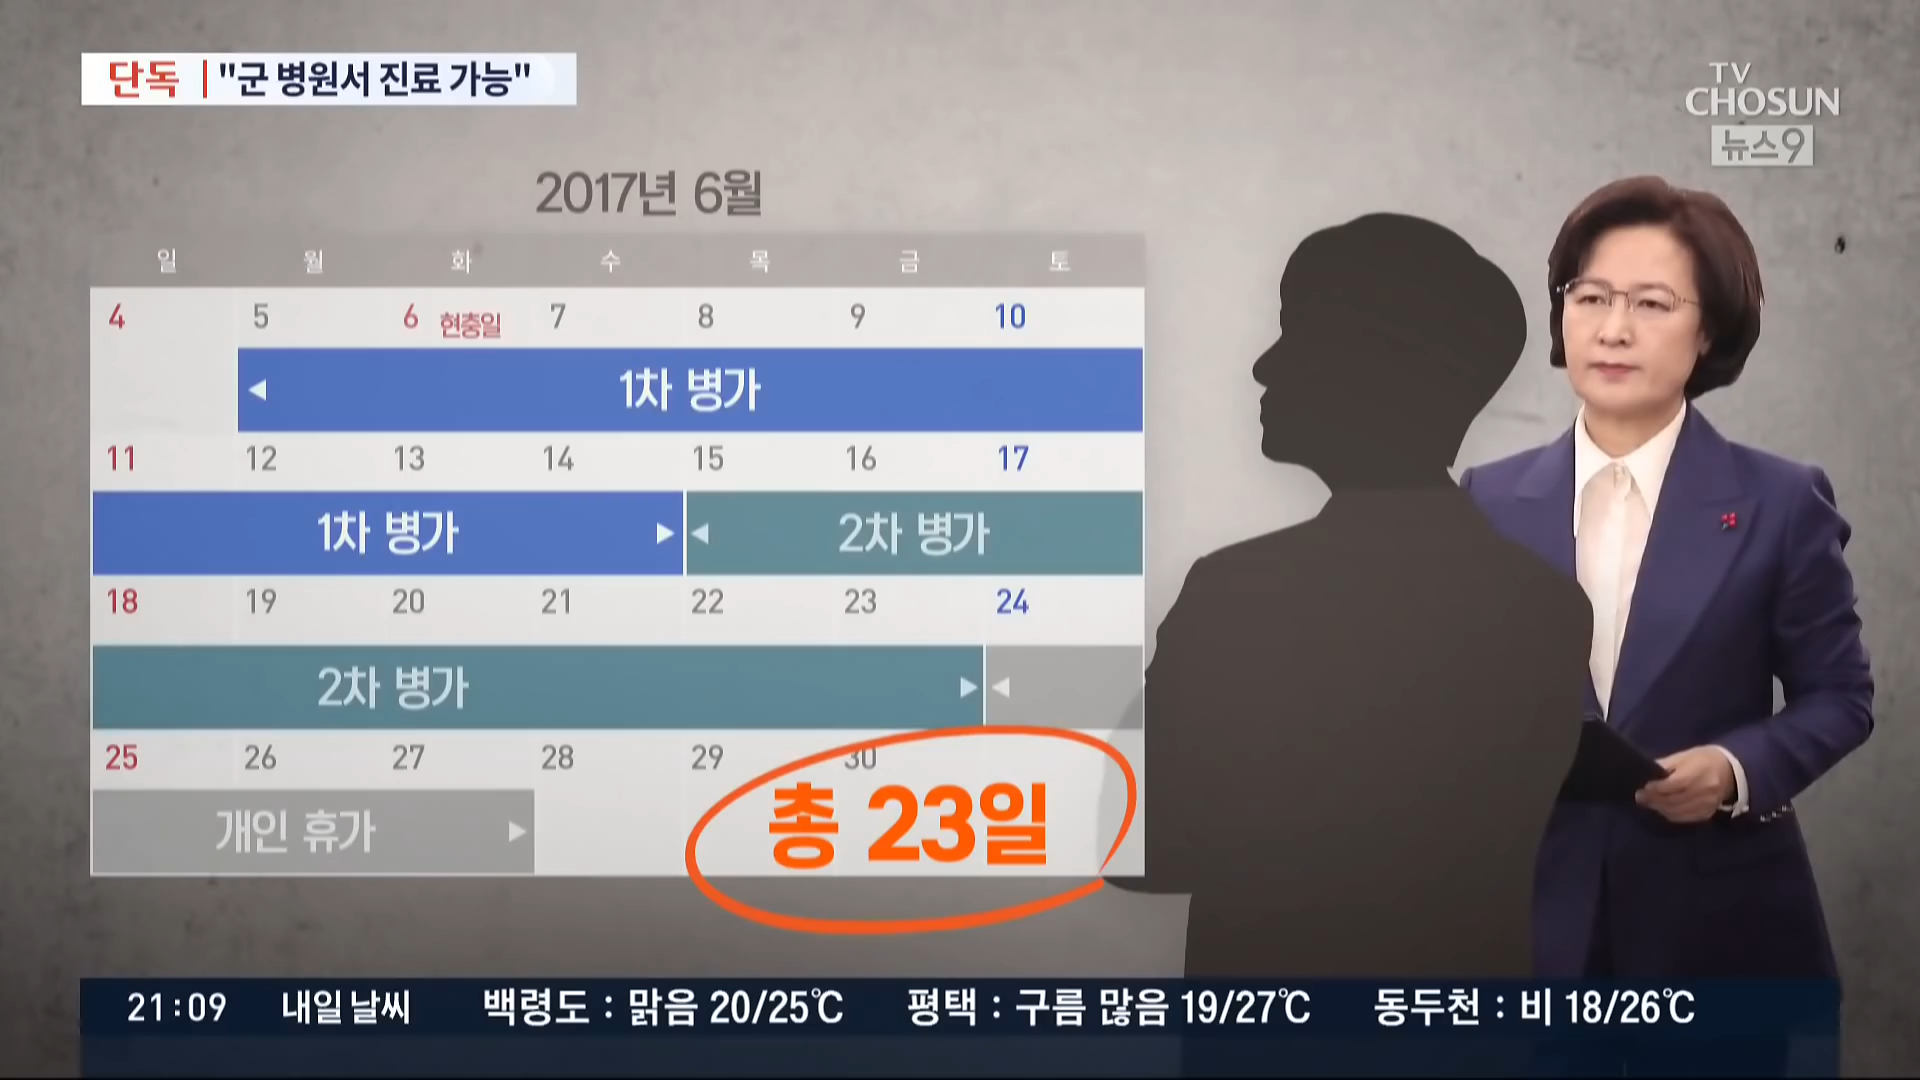 단독 | "군 병원서 진료 가능"
TV
CHOSUN
뉴스9
2017년 6월
일 월 화 수 목 금 토
4 5 6 현충일 7 8 9 10
◀ 1차 병가
11 12 13 14 15 16 17
1차 병가 ▶ ◀ 2차 병가
18 19 20 21 22 23 24
2차 병가 ▶ ◀
25 26 27 28 29 30
개인 휴가 ▶
총 23일
21:09 내일 날씨 백령도 : 맑음 20/25℃ 평택 : 구름 많음 19/27℃ 동두천 : 비 18/26℃